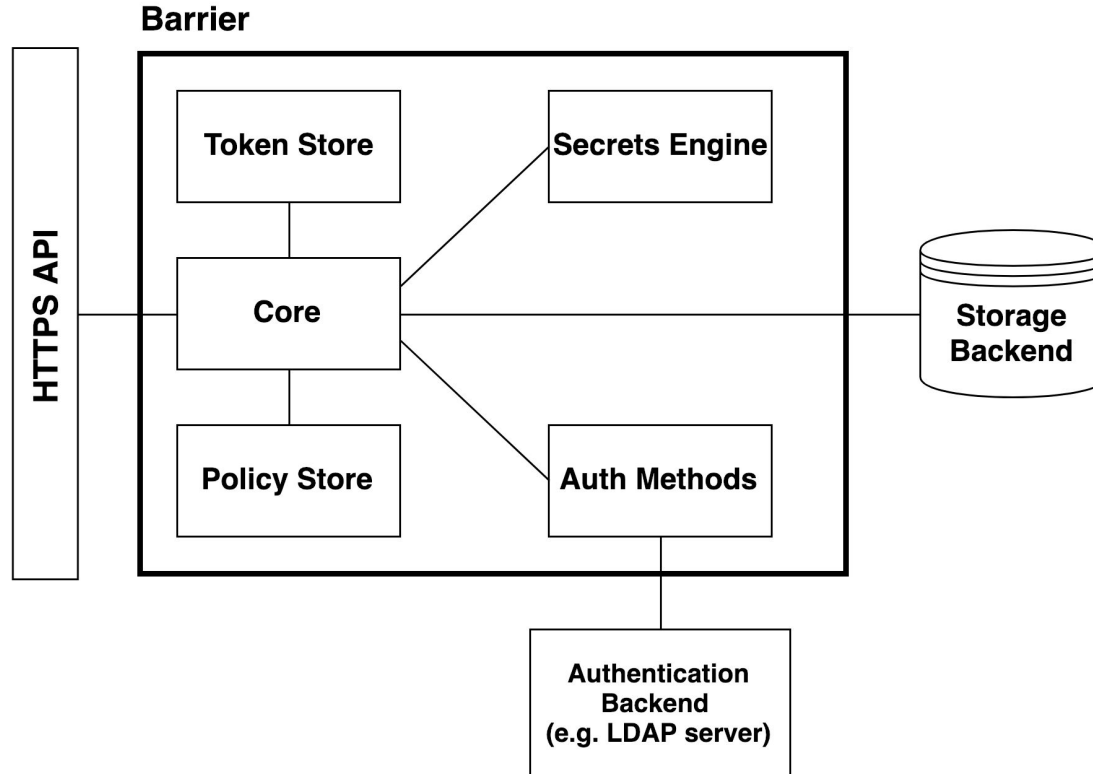 Barrier
HTTPS API
Token Store
Secrets Engine
Core
Storage
Backend
Policy Store
Auth Methods
Authentication
Backend
(e.g. LDAP server)